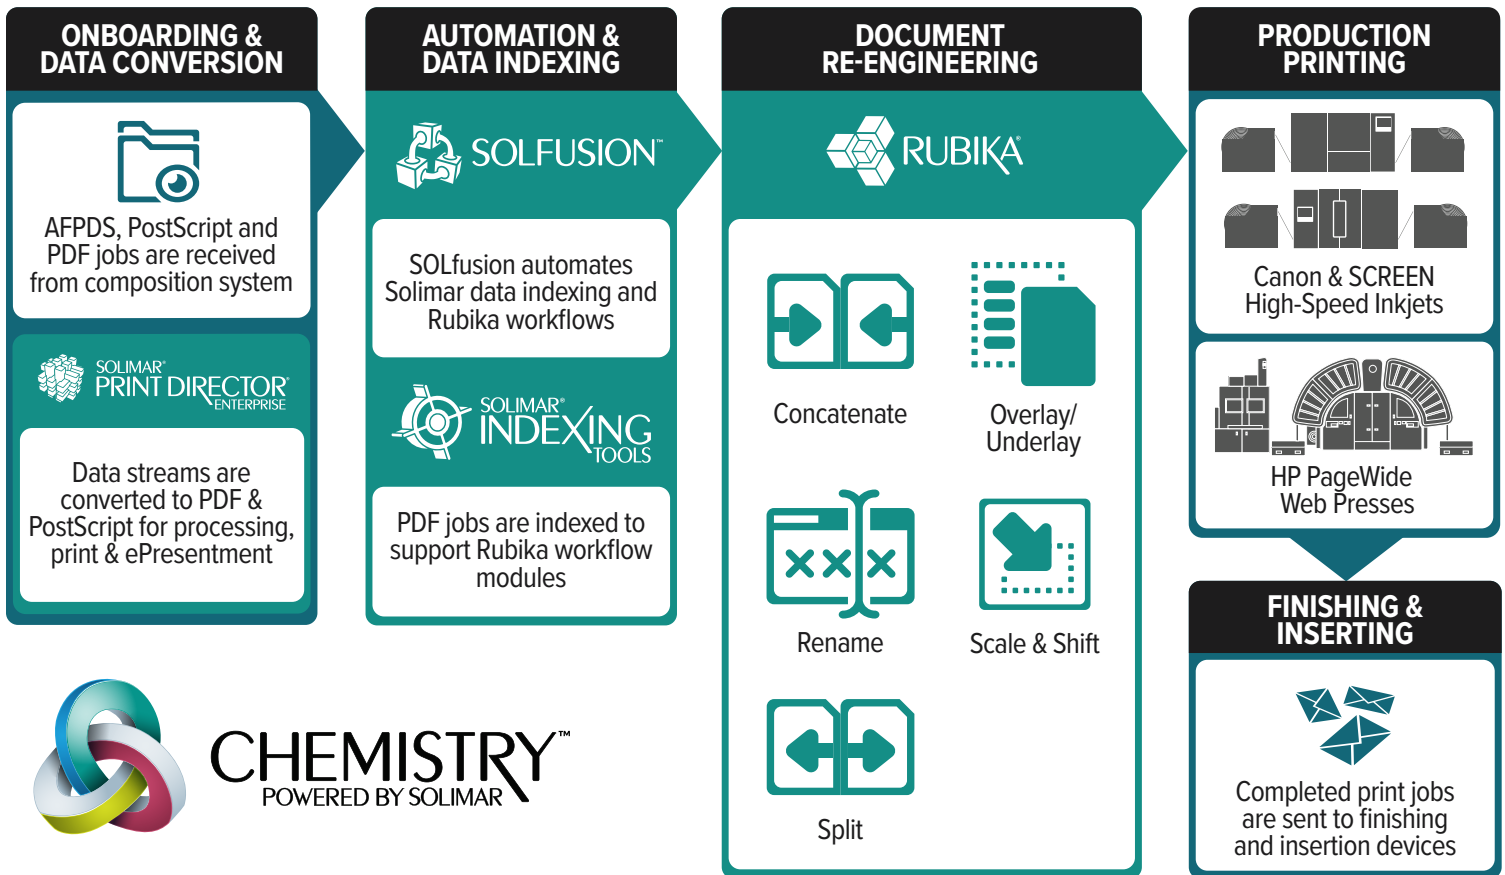 ONBOARDING &
DATA CONVERSION
AFPDS, PostScript and
PDF jobs are received
from composition system
SOLIMAR®
PRINT DIRECTOR®
ENTERPRISE
Data streams are
converted to PDF &
PostScript for processing,
print & ePresentment
AUTOMATION &
DATA INDEXING
SOLFUSION™
SOLfusion automates
Solimar data indexing and
Rubika workflows
SOLIMAR®
INDEXING
TOOLS
PDF jobs are indexed to
support Rubika workflow
modules
DOCUMENT
RE-ENGINEERING
RUBIKA®
Concatenate
Overlay/
Underlay
Rename
Scale & Shift
Split
PRODUCTION
PRINTING
Canon & SCREEN
High-Speed Inkjets
HP PageWide
Web Presses
FINISHING &
INSERTING
Completed print jobs
are sent to finishing
and insertion devices
CHEMISTRY™
POWERED BY SOLIMAR